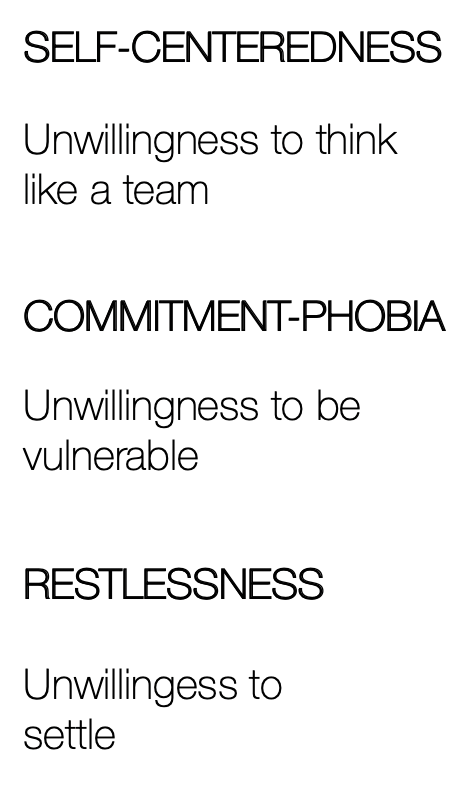 SELF-CENTEREDNESS
Unwillingness to think
like a team
COMMITMENT-PHOBIA
Unwillingness to be
vulnerable
RESTLESSNESS
Unwillingess to
settle